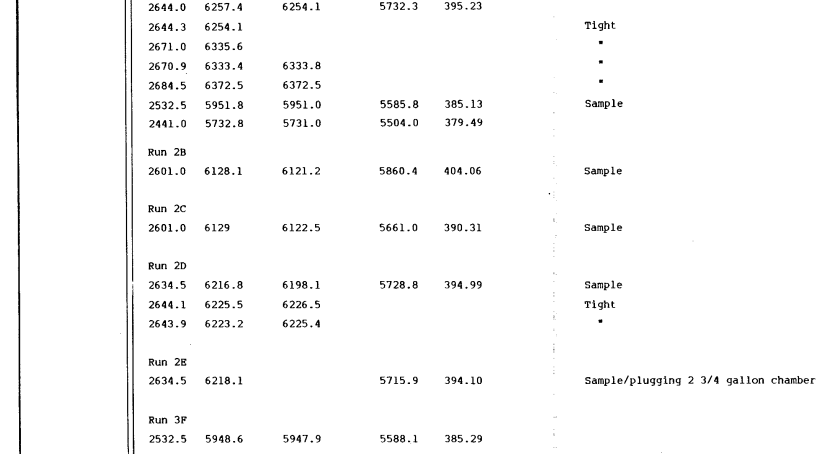 2644.0 6257.4 6254.1 5732.3 395.23
2644.3 6254.1 Tight
2671.0 6335.6 "
2670.9 6333.4 6333.8 "
2684.5 6372.5 6372.5 "
2532.5 5951.8 5951.0 5585.8 385.13 Sample
2441.0 5732.8 5731.0 5504.0 379.49
Run 2B
2601.0 6128.1 6121.2 5860.4 404.06 Sample
Run 2C
2601.0 6129 6122.5 5661.0 390.31 Sample
Run 2D
2634.5 6216.8 6198.1 5728.8 394.99 Sample
2644.1 6225.5 6226.5 Tight
2643.9 6223.2 6225.4 "
Run 2E
2634.5 6218.1 5715.9 394.10 Sample/plugging 2 3/4 gallon chamber
Run 3F
2532.5 5948.6 5947.9 5588.1 385.29